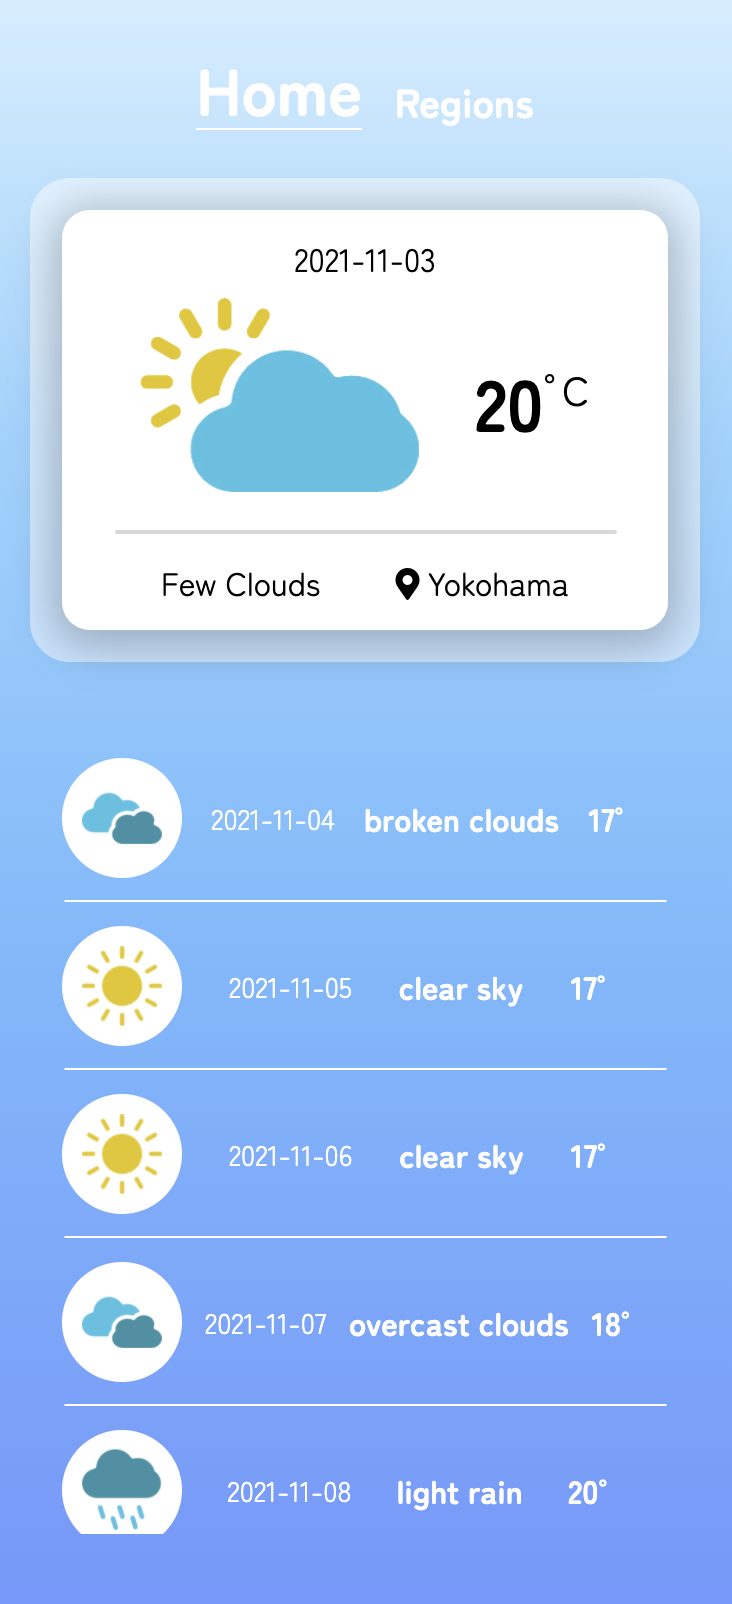 Home Regions
2021-11-03
20°C
Few Clouds Yokohama
2021-11-04 broken clouds 17°
2021-11-05 clear sky 17°
2021-11-06 clear sky 17°
2021-11-07 overcast clouds 18°
2021-11-08 light rain 20°